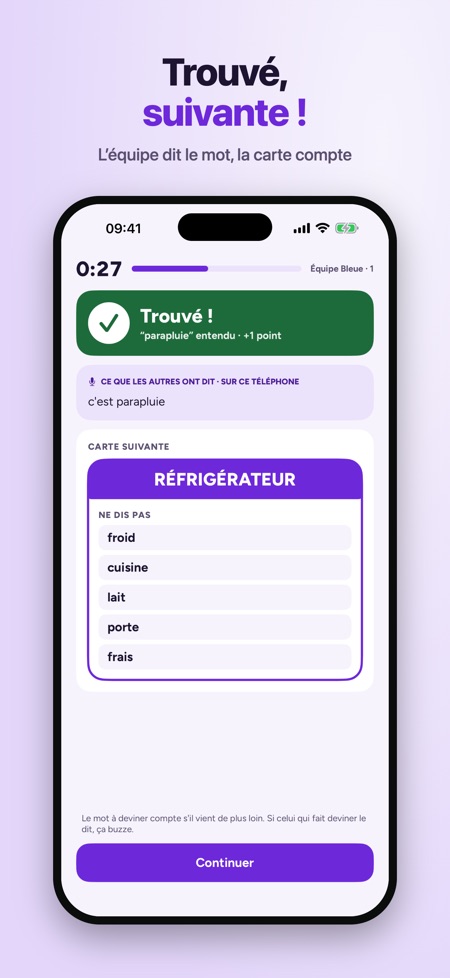 Trouvé,
suivante !
L’équipe dit le mot, la carte compte
09:41
0:27
Équipe Bleue · 1
Trouvé !
“parapluie” entendu · +1 point
CE QUE LES AUTRES ONT DIT · SUR CE TÉLÉPHONE
c'est parapluie
CARTE SUIVANTE
RÉFRIGÉRATEUR
NE DIS PAS
froid
cuisine
lait
porte
frais
Le mot à deviner compte s'il vient de plus loin. Si celui qui fait deviner le
dit, ça buzze.
Continuer